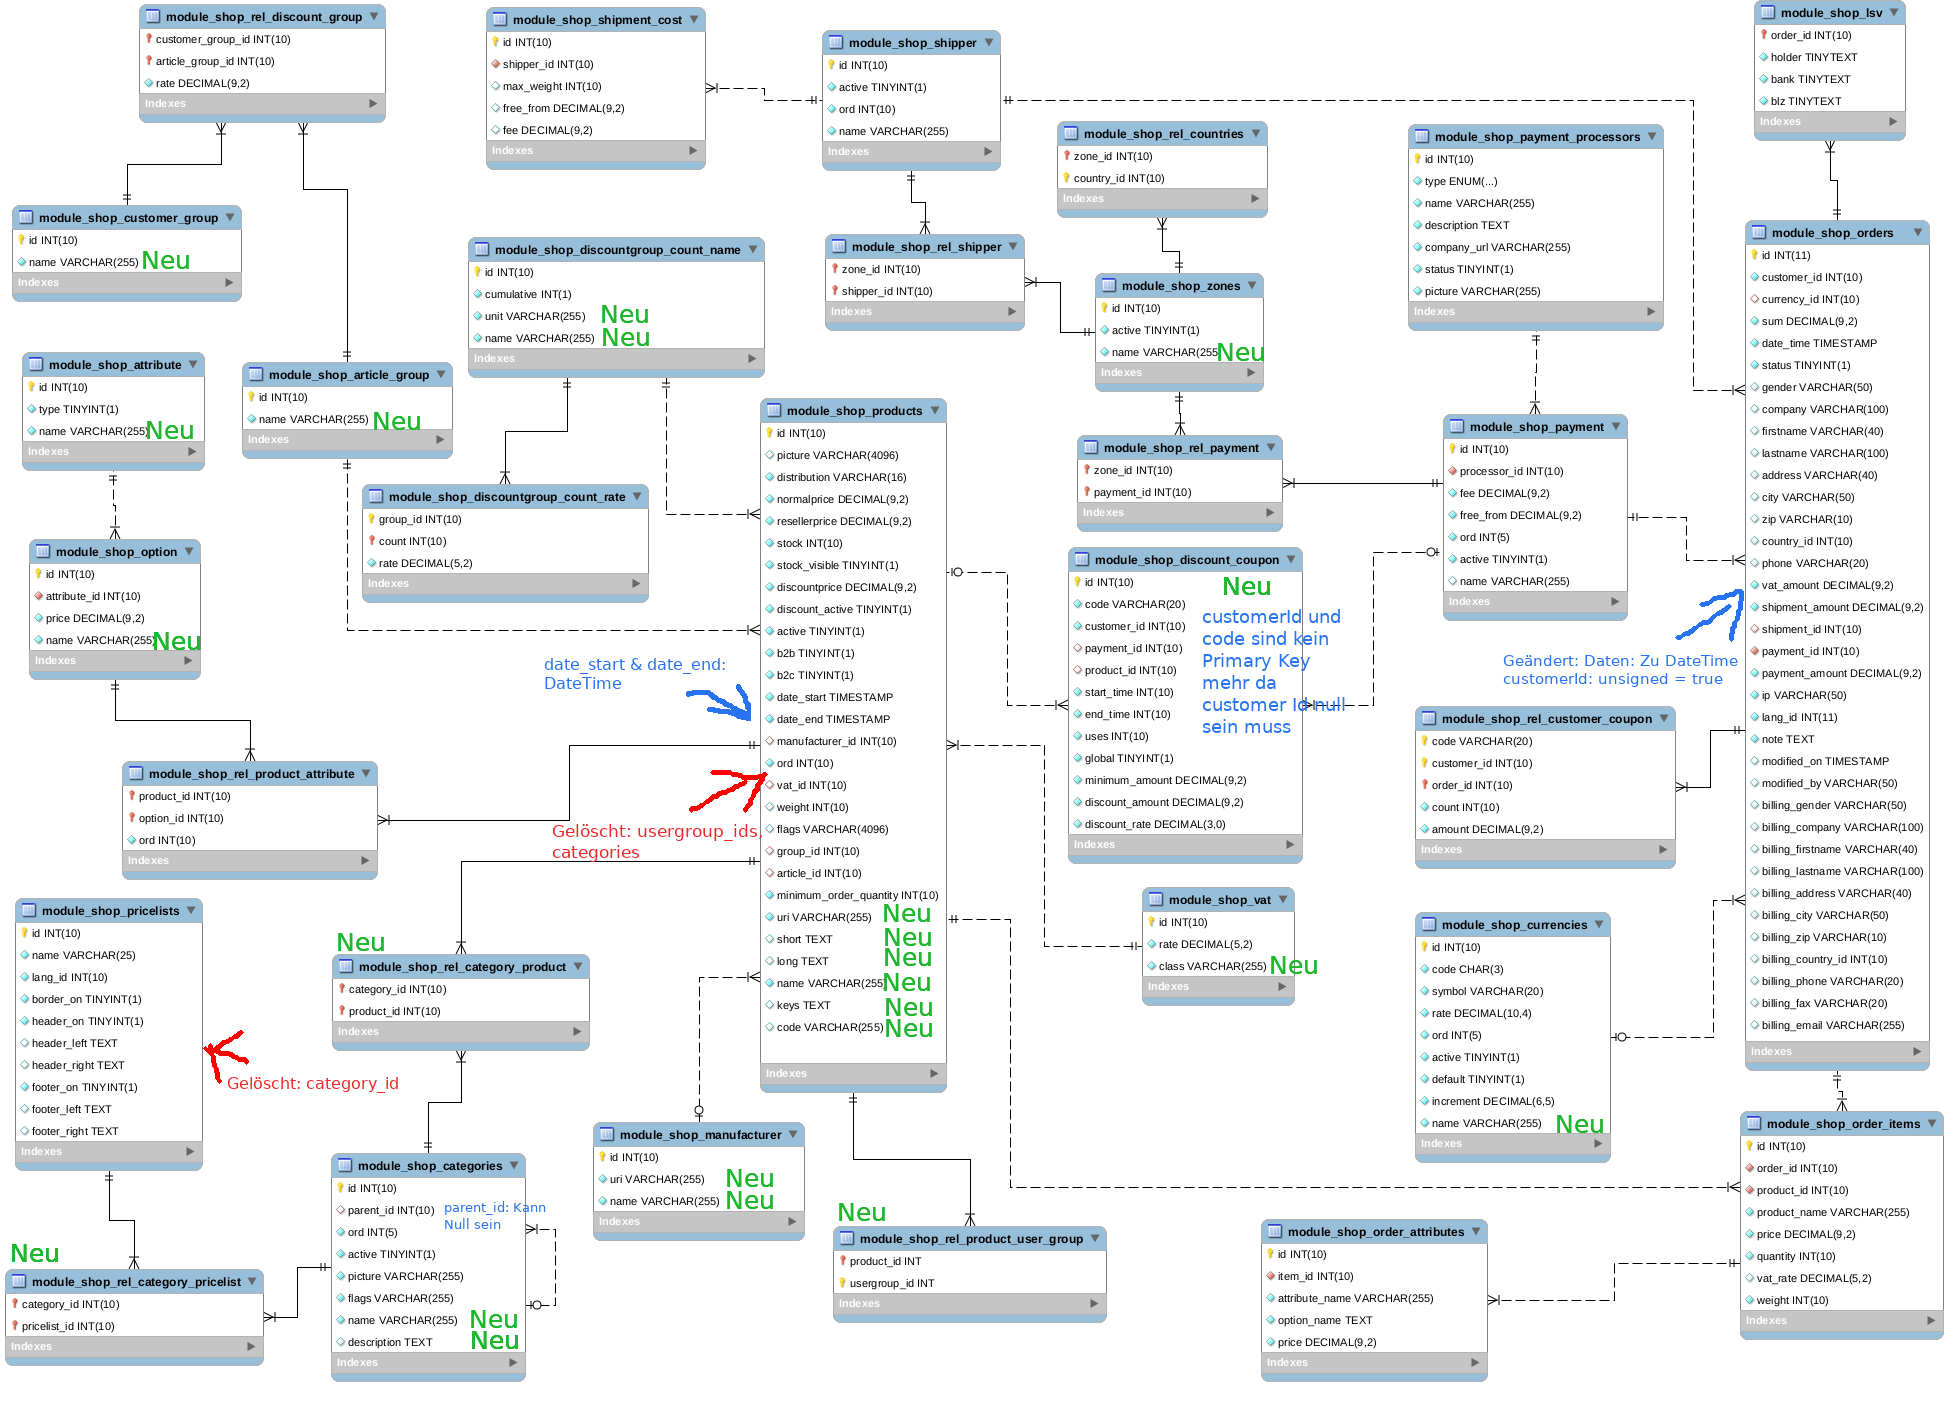 module_shop_rel_discount_group
customer_group_id INT(10)
article_group_id INT(10)
rate DECIMAL(9,2)
Indexes
module_shop_shipment_cost
id INT(10)
shipper_id INT(10)
max_weight INT(10)
free_from DECIMAL(9,2)
fee DECIMAL(9,2)
Indexes
module_shop_shipper
id INT(10)
active TINYINT(1)
ord INT(10)
name VARCHAR(255)
Indexes
module_shop_lsv
order_id INT(10)
holder TINYTEXT
bank TINYTEXT
blz TINYTEXT
Indexes
module_shop_rel_countries
zone_id INT(10)
country_id INT(10)
Indexes
module_shop_payment_processors
id INT(10)
type ENUM(...)
name VARCHAR(255)
description TEXT
company_url VARCHAR(255)
status TINYINT(1)
picture VARCHAR(255)
Indexes
module_shop_customer_group
id INT(10)
name VARCHAR(255) Neu
Indexes
module_shop_discountgroup_count_name
id INT(10)
cumulative INT(1)
unit VARCHAR(255) Neu
name VARCHAR(255) Neu
Indexes
module_shop_rel_shipper
zone_id INT(10)
shipper_id INT(10)
Indexes
module_shop_zones
id INT(10)
active TINYINT(1)
name VARCHAR(255 Neu
Indexes
module_shop_orders
id INT(11)
customer_id INT(10)
currency_id INT(10)
sum DECIMAL(9,2)
date_time TIMESTAMP
status TINYINT(1)
gender VARCHAR(50)
company VARCHAR(100)
firstname VARCHAR(40)
lastname VARCHAR(100)
address VARCHAR(40)
city VARCHAR(50)
zip VARCHAR(10)
country_id INT(10)
phone VARCHAR(20)
vat_amount DECIMAL(9,2)
shipment_amount DECIMAL(9,2)
shipment_id INT(10)
payment_id INT(10)
payment_amount DECIMAL(9,2)
ip VARCHAR(50)
lang_id INT(11)
note TEXT
modified_on TIMESTAMP
modified_by VARCHAR(50)
billing_gender VARCHAR(50)
billing_company VARCHAR(100)
billing_firstname VARCHAR(40)
billing_lastname VARCHAR(100)
billing_address VARCHAR(40)
billing_city VARCHAR(50)
billing_zip VARCHAR(10)
billing_country_id INT(10)
billing_phone VARCHAR(20)
billing_fax VARCHAR(20)
billing_email VARCHAR(255)
Indexes
module_shop_attribute
id INT(10)
type TINYINT(1)
name VARCHAR(255) Neu
Indexes
module_shop_article_group
id INT(10)
name VARCHAR(255) Neu
Indexes
module_shop_products
id INT(10)
picture VARCHAR(4096)
distribution VARCHAR(16)
normalprice DECIMAL(9,2)
resellerprice DECIMAL(9,2)
stock INT(10)
stock_visible TINYINT(1)
discountprice DECIMAL(9,2)
discount_active TINYINT(1)
active TINYINT(1)
b2b TINYINT(1)
b2c TINYINT(1)
date_start TIMESTAMP
date_end TIMESTAMP
manufacturer_id INT(10)
ord INT(10)
vat_id INT(10)
weight INT(10)
flags VARCHAR(4096)
group_id INT(10)
article_id INT(10)
minimum_order_quantity INT(10)
uri VARCHAR(255) Neu
short TEXT Neu
long TEXT Neu
name VARCHAR(255 Neu
keys TEXT Neu
code VARCHAR(255) Neu
Indexes
date_start & date_end:
DateTime
Gelöscht: usergroup_ids,
categories
module_shop_discountgroup_count_rate
group_id INT(10)
count INT(10)
rate DECIMAL(5,2)
Indexes
module_shop_rel_payment
zone_id INT(10)
payment_id INT(10)
Indexes
module_shop_payment
id INT(10)
processor_id INT(10)
fee DECIMAL(9,2)
free_from DECIMAL(9,2)
ord INT(5)
active TINYINT(1)
name VARCHAR(255)
Indexes
Geändert: Daten: Zu DateTime
customerId: unsigned = true
module_shop_option
id INT(10)
attribute_id INT(10)
price DECIMAL(9,2)
name VARCHAR(255) Neu
Indexes
module_shop_discount_coupon
id INT(10)
code VARCHAR(20)
customer_id INT(10)
payment_id INT(10)
product_id INT(10)
start_time INT(10)
end_time INT(10)
uses INT(10)
global TINYINT(1)
minimum_amount DECIMAL(9,2)
discount_amount DECIMAL(9,2)
discount_rate DECIMAL(3,0)
Indexes
Neu
customerId und
code sind kein
Primary Key
mehr da
customer Id null
sein muss
module_shop_rel_customer_coupon
code VARCHAR(20)
customer_id INT(10)
order_id INT(10)
count INT(10)
amount DECIMAL(9,2)
Indexes
module_shop_rel_product_attribute
product_id INT(10)
option_id INT(10)
ord INT(10)
Indexes
module_shop_pricelists
id INT(10)
name VARCHAR(25)
lang_id INT(10)
border_on TINYINT(1)
header_on TINYINT(1)
header_left TEXT
header_right TEXT
footer_on TINYINT(1)
footer_left TEXT
footer_right TEXT
Indexes
Gelöscht: category_id
Neu
module_shop_rel_category_product
category_id INT(10)
product_id INT(10)
Indexes
module_shop_vat
id INT(10)
rate DECIMAL(5,2)
class VARCHAR(255) Neu
Indexes
module_shop_currencies
id INT(10)
code CHAR(3)
symbol VARCHAR(20)
rate DECIMAL(10,4)
ord INT(5)
active TINYINT(1)
default TINYINT(1)
increment DECIMAL(6,5)
name VARCHAR(255) Neu
Indexes
module_shop_manufacturer
id INT(10)
uri VARCHAR(255) Neu
name VARCHAR(255) Neu
Indexes
module_shop_order_items
id INT(10)
order_id INT(10)
product_id INT(10)
product_name VARCHAR(255)
price DECIMAL(9,2)
quantity INT(10)
vat_rate DECIMAL(5,2)
weight INT(10)
Indexes
module_shop_categories
id INT(10)
parent_id INT(10)
ord INT(5)
active TINYINT(1)
picture VARCHAR(255)
flags VARCHAR(255)
name VARCHAR(255) Neu
description TEXT Neu
Indexes
parent_id: Kann
Null sein
Neu
module_shop_rel_product_user_group
product_id INT
usergroup_id INT
Indexes
module_shop_order_attributes
id INT(10)
item_id INT(10)
attribute_name VARCHAR(255)
option_name TEXT
price DECIMAL(9,2)
Indexes
Neu
module_shop_rel_category_pricelist
category_id INT(10)
pricelist_id INT(10)
Indexes